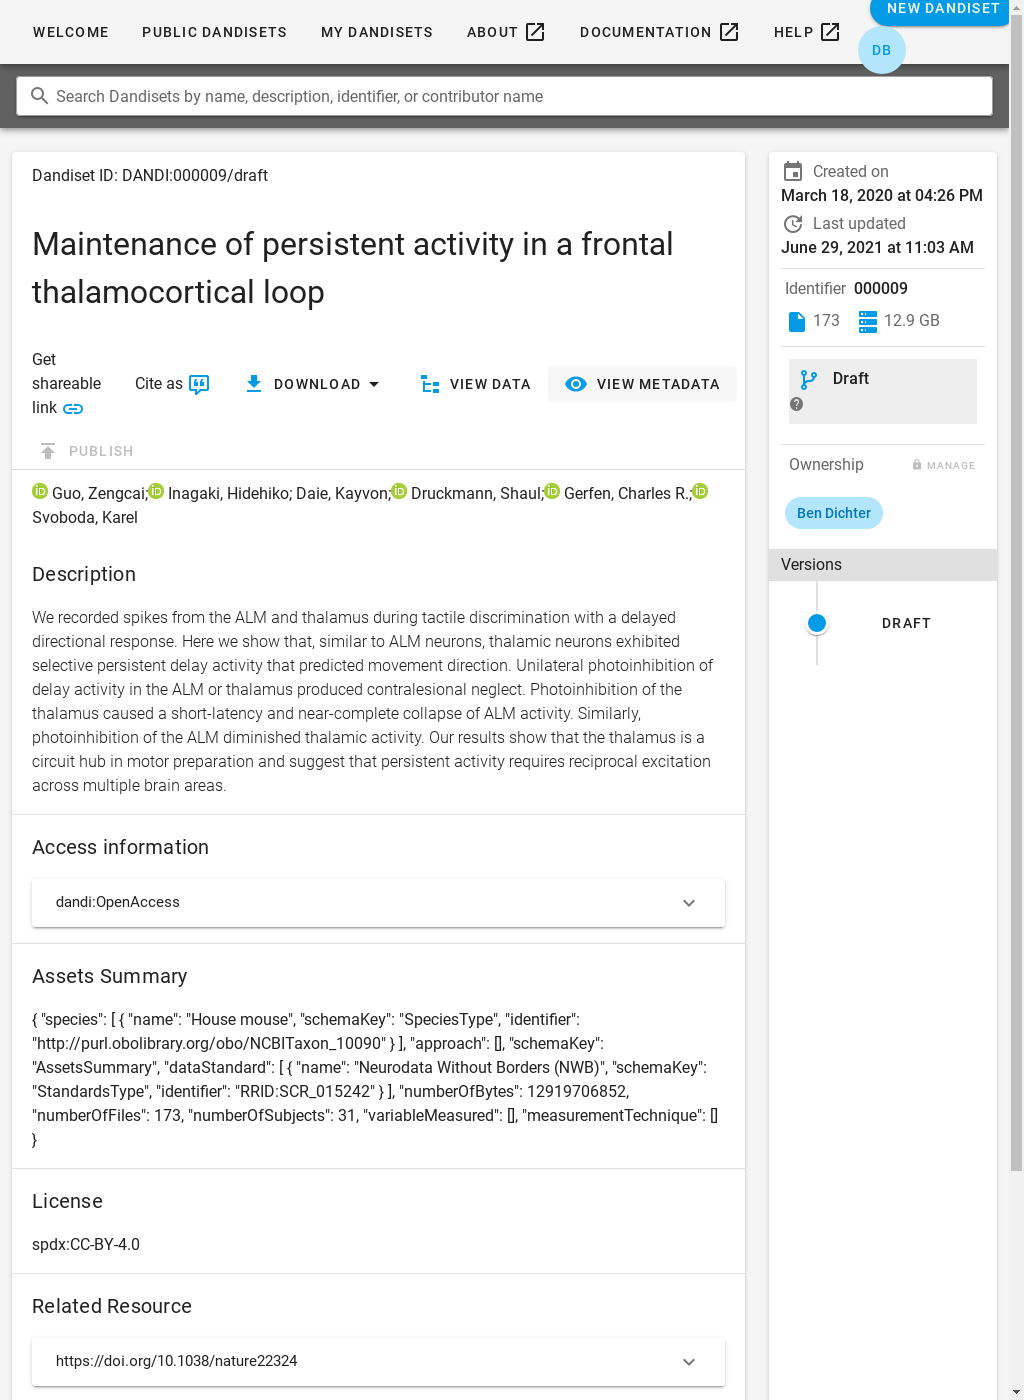 WELCOME PUBLIC DANDISETS MY DANDISETS ABOUT DOCUMENTATION HELP NEW DANDISET
DB
Search Dandisets by name, description, identifier, or contributor name
Dandiset ID: DANDI:000009/draft
Maintenance of persistent activity in a frontal
thalamocortical loop
Get
shareable
link
Cite as
DOWNLOAD
VIEW DATA
VIEW METADATA
PUBLISH
Guo, Zengcai; Inagaki, Hidehiko; Daie, Kayvon; Druckmann, Shaul; Gerfen, Charles R.;
Svoboda, Karel
Description
We recorded spikes from the ALM and thalamus during tactile discrimination with a delayed
directional response. Here we show that, similar to ALM neurons, thalamic neurons exhibited
selective persistent delay activity that predicted movement direction. Unilateral photoinhibition of
delay activity in the ALM or thalamus produced contralesional neglect. Photoinhibition of the
thalamus caused a short-latency and near-complete collapse of ALM activity. Similarly,
photoinhibition of the ALM diminished thalamic activity. Our results show that the thalamus is a
circuit hub in motor preparation and suggest that persistent activity requires reciprocal excitation
across multiple brain areas.
Access information
dandi:OpenAccess
Assets Summary
{ "species": [ { "name": "House mouse", "schemaKey": "SpeciesType", "identifier":
"http://purl.obolibrary.org/obo/NCBITaxon_10090" } ], "approach": [], "schemaKey":
"AssetsSummary", "dataStandard": [ { "name": "Neurodata Without Borders (NWB)", "schemaKey":
"StandardsType", "identifier": "RRID:SCR_015242" } ], "numberOfBytes": 12919706852,
"numberOfFiles": 173, "numberOfSubjects": 31, "variableMeasured": [], "measurementTechnique": []
}
License
spdx:CC-BY-4.0
Related Resource
https://doi.org/10.1038/nature22324
Created on
March 18, 2020 at 04:26 PM
Last updated
June 29, 2021 at 11:03 AM
Identifier 000009
173 12.9 GB
Draft
Ownership MANAGE
Ben Dichter
Versions
DRAFT